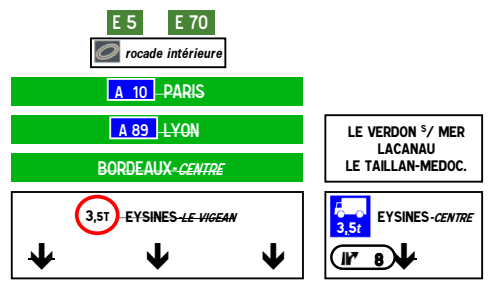 E 5 E 70
rocade intérieure
A 10 PARIS
A 89 LYON
BORDEAUX-CENTRE
3,5T EYSINES-LE VIGEAN
LE VERDON S/ MER
LACANAU
LE TAILLAN-MEDOC.
3,5t EYSINES-CENTRE
8